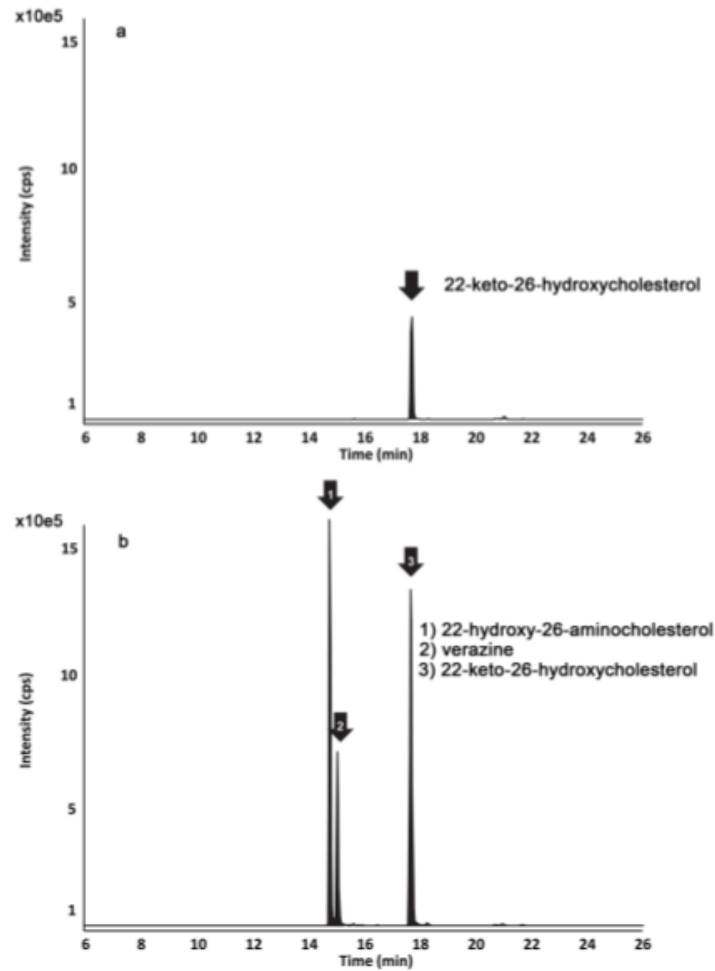 x10e5
a
15
10
5
1
Intensity (cps)
22-keto-26-hydroxycholesterol
6 8 10 12 14 16 18 20 22 24 26
Time (min)
x10e5
b
15
10
5
1
Intensity (cps)
1
2
3
1) 22-hydroxy-26-aminocholesterol
2) verazine
3) 22-keto-26-hydroxycholesterol
6 8 10 12 14 16 18 20 22 24 26
Time (min)